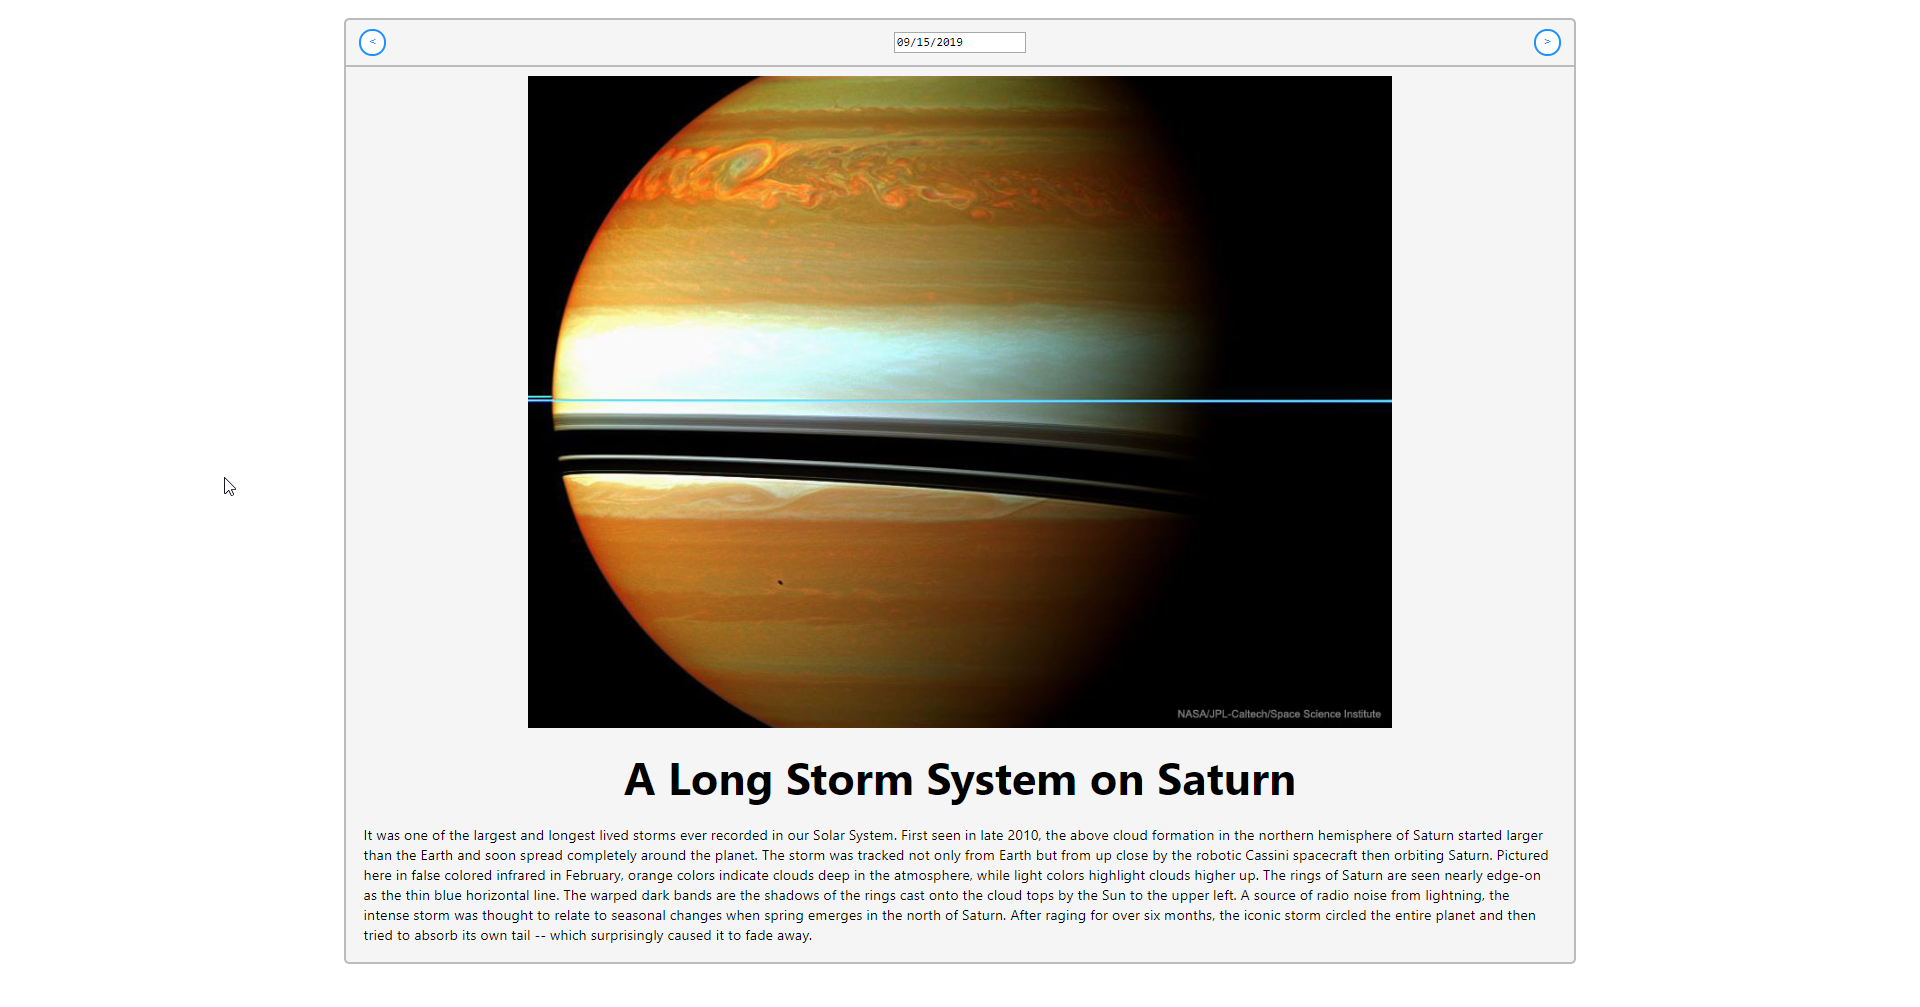 <
09/15/2019
>
NASA/JPL-Caltech/Space Science Institute
A Long Storm System on Saturn
It was one of the largest and longest lived storms ever recorded in our Solar System. First seen in late 2010, the above cloud formation in the northern hemisphere of Saturn started larger
than the Earth and soon spread completely around the planet. The storm was tracked not only from Earth but from up close by the robotic Cassini spacecraft then orbiting Saturn. Pictured
here in false colored infrared in February, orange colors indicate clouds deep in the atmosphere, while light colors highlight clouds higher up. The rings of Saturn are seen nearly edge-on
as the thin blue horizontal line. The warped dark bands are the shadows of the rings cast onto the cloud tops by the Sun to the upper left. A source of radio noise from lightning, the
intense storm was thought to relate to seasonal changes when spring emerges in the north of Saturn. After raging for over six months, the iconic storm circled the entire planet and then
tried to absorb its own tail -- which surprisingly caused it to fade away.